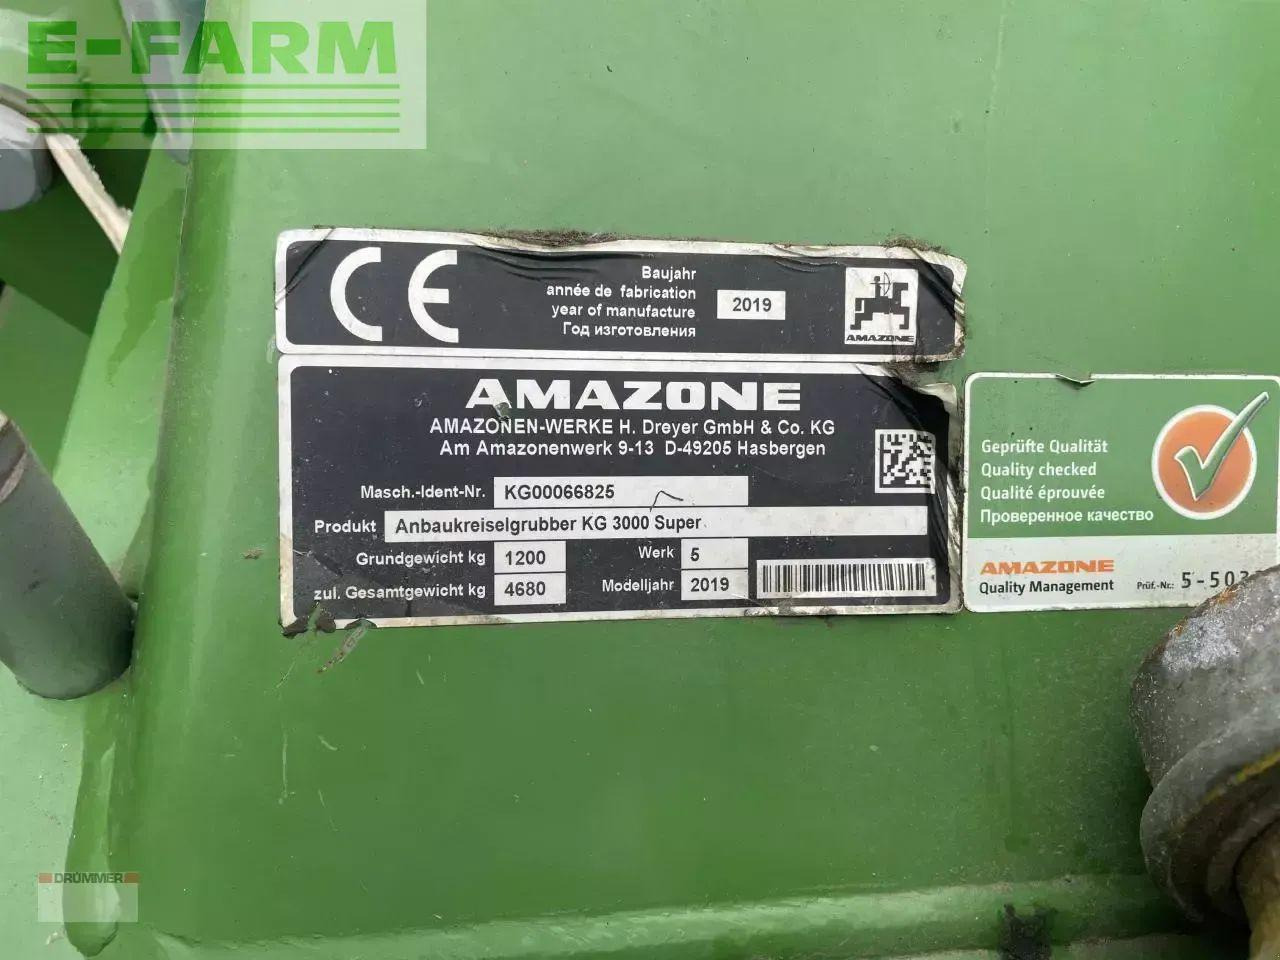 E-FARM
CE
Baujahr
année de fabrication
year of manufacture
Год изготовления
2019
AMAZONE
AMAZONE
AMAZONEN-WERKE H. Dreyer GmbH & Co. KG
Am Amazonenwerk 9-13 D-49205 Hasbergen
Masch.-Ident-Nr. KG00066825
Produkt Anbaukreiselgrubber KG 3000 Super
Grundgewicht kg 1200 Werk 5
zul. Gesamtgewicht kg 4680 Modelljahr 2019
Geprüfte Qualität
Quality checked
Qualité éprouvée
Проверенное качество
AMAZONE
Quality Management Prüf.-Nr.:
DRÜMMER